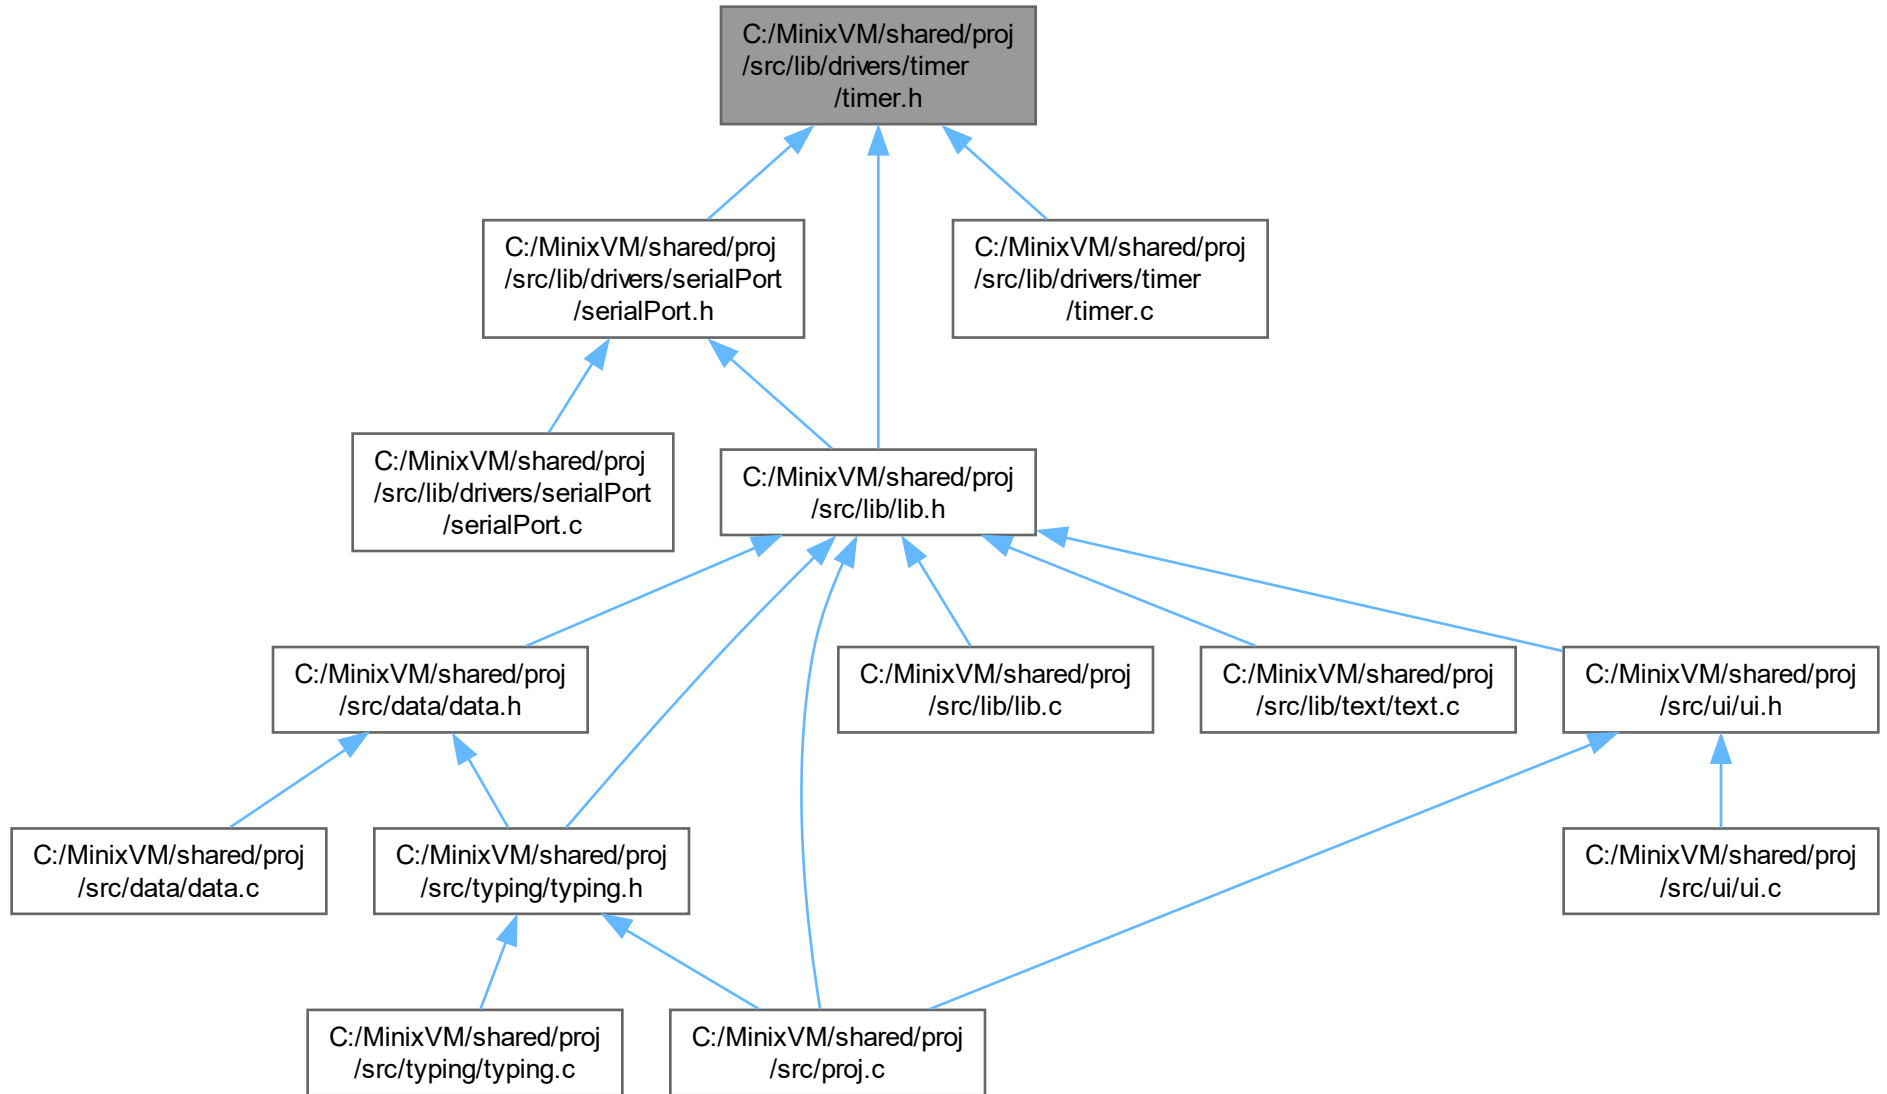 C:/MinixVM/shared/proj
/src/lib/drivers/timer
/timer.h
C:/MinixVM/shared/proj
/src/lib/drivers/serialPort
/serialPort.h
C:/MinixVM/shared/proj
/src/lib/drivers/timer
/timer.c
C:/MinixVM/shared/proj
/src/lib/drivers/serialPort
/serialPort.c
C:/MinixVM/shared/proj
/src/lib/lib.h
C:/MinixVM/shared/proj
/src/data/data.h
C:/MinixVM/shared/proj
/src/lib/lib.c
C:/MinixVM/shared/proj
/src/lib/text/text.c
C:/MinixVM/shared/proj
/src/ui/ui.h
C:/MinixVM/shared/proj
/src/data/data.c
C:/MinixVM/shared/proj
/src/typing/typing.h
C:/MinixVM/shared/proj
/src/ui/ui.c
C:/MinixVM/shared/proj
/src/typing/typing.c
C:/MinixVM/shared/proj
/src/proj.c